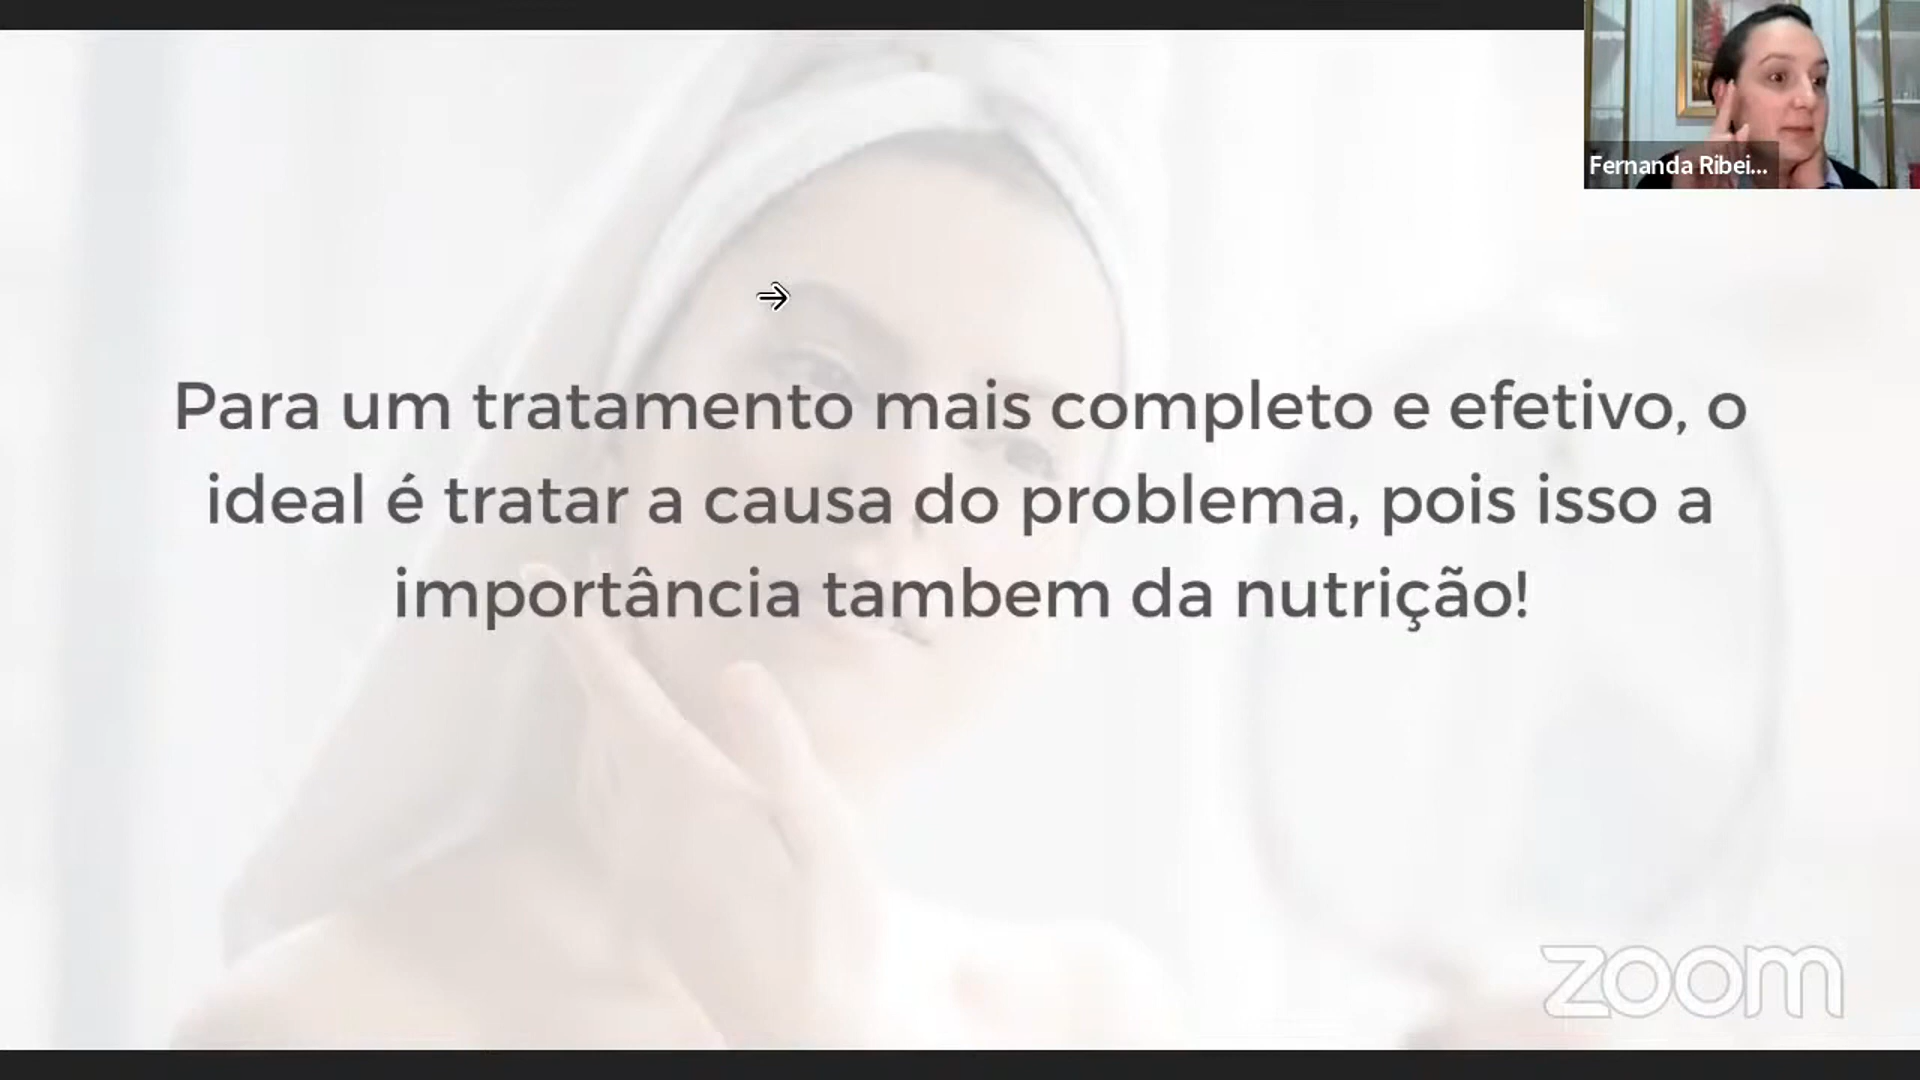 Fernanda Ribei...
Para um tratamento mais completo e efetivo, o
ideal é tratar a causa do problema, pois isso a
importância tambem da nutrição!
zoom